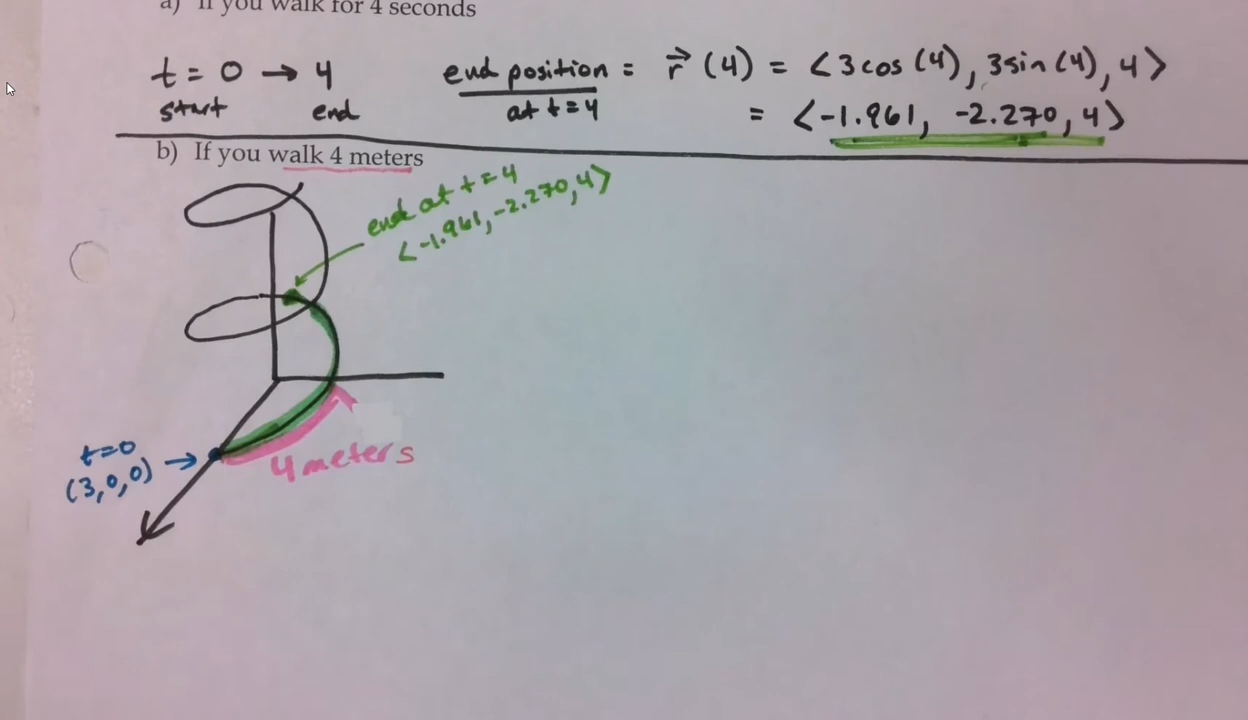 a) If you walk for 4 seconds
t = 0 → 4
start end
end position = r⃗ (4) = ⟨3cos(4), 3sin(4), 4⟩
at t=4
= ⟨-1.961, -2.270, 4⟩
b) If you walk 4 meters
end at t=4
⟨-1.961, -2.270, 4⟩
t=0
(3,0,0)
4 meters